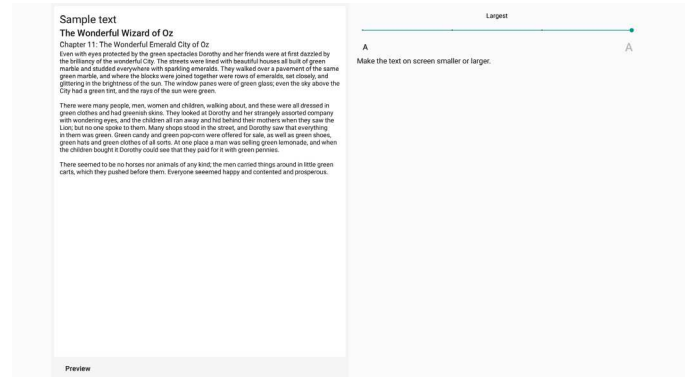 Sample text
The Wonderful Wizard of Oz
Chapter 11: The Wonderful Emerald City of Oz
Even with eyes protected by the green spectacles Dorothy and her friends were at first dazzled by
the brilliancy of the wonderful City. The streets were lined with beautiful houses all built of green
marble and studded everywhere with sparkling emeralds. They walked over a pavement of the same
green marble, and where the blocks were joined together were rows of emeralds, set closely, and
glittering in the brightness of the sun. The window panes were of green glass; even the sky above the
City had a green tint, and the rays of the sun were green.
There were many people, men, women and children, walking about, and these were all dressed in
green clothes and had greenish skins. They looked at Dorothy and her strangely assorted company
with wondering eyes, and the children all ran away and hid behind their mothers when they saw the
Lion; but no one spoke to them. Many shops stood in the street, and Dorothy saw that everything
in them was green. Green candy and green pop-corn were offered for sale, as well as green shoes,
green hats and green clothes of all sorts. At one place a man was selling green lemonade, and when
the children bought it Dorothy could see that they paid for it with green pennies.
There seemed to be no horses nor animals of any kind; the men carried things around in little green
carts, which they pushed before them. Everyone seeemed happy and contented and prosperous.
Preview
Largest
A A
Make the text on screen smaller or larger.